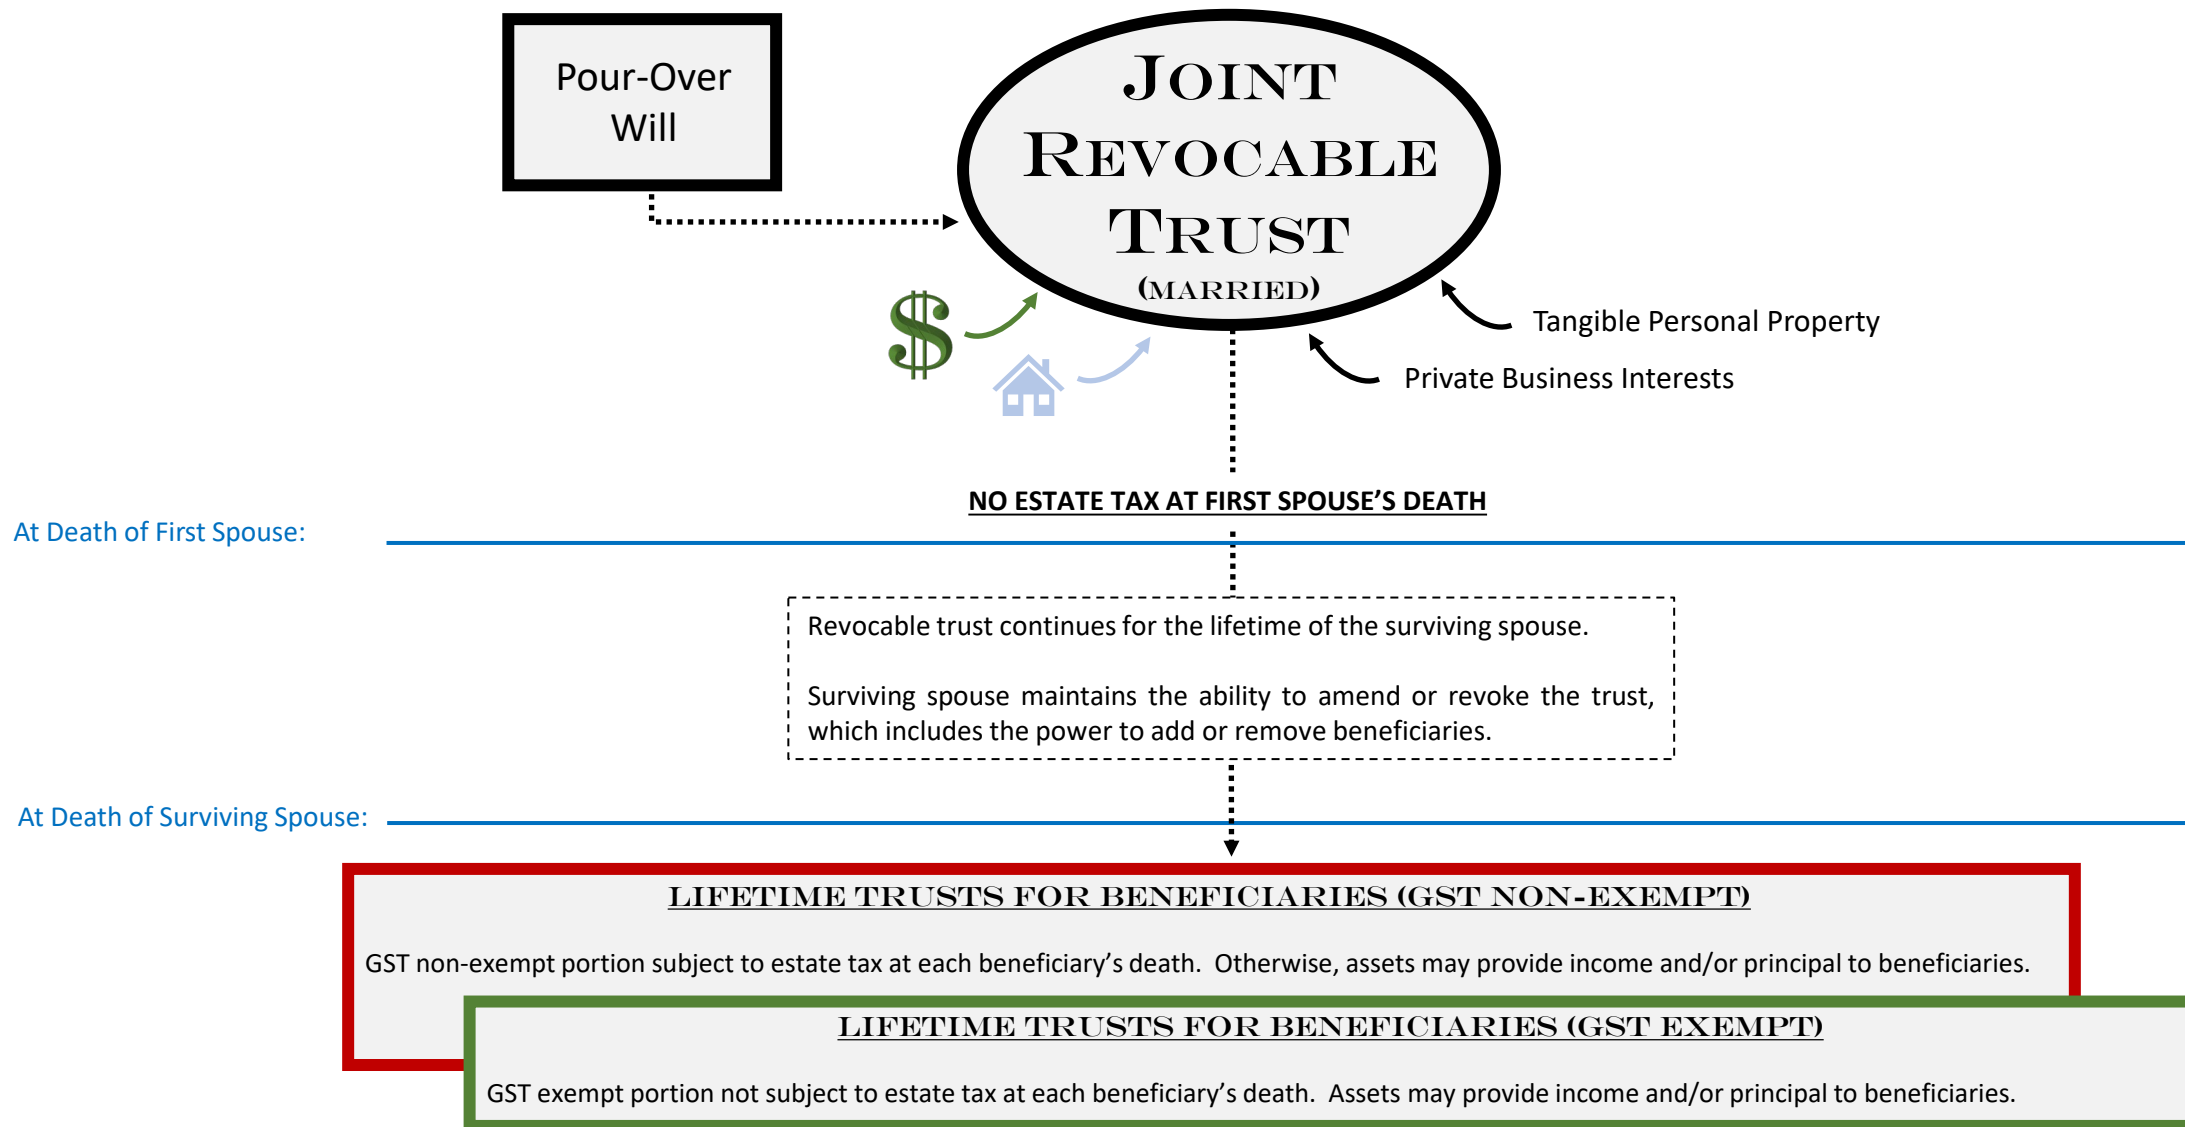 Pour-Over
Will
JOINT
REVOCABLE
TRUST
(MARRIED)
$
Tangible Personal Property
Private Business Interests
NO ESTATE TAX AT FIRST SPOUSE’S DEATH
At Death of First Spouse:
Revocable trust continues for the lifetime of the surviving spouse.
Surviving spouse maintains the ability to amend or revoke the trust,
which includes the power to add or remove beneficiaries.
At Death of Surviving Spouse:
LIFETIME TRUSTS FOR BENEFICIARIES (GST NON-EXEMPT)
GST non-exempt portion subject to estate tax at each beneficiary’s death.  Otherwise, assets may provide income and/or principal to beneficiaries.
LIFETIME TRUSTS FOR BENEFICIARIES (GST EXEMPT)
GST exempt portion not subject to estate tax at each beneficiary’s death.  Assets may provide income and/or principal to beneficiaries.